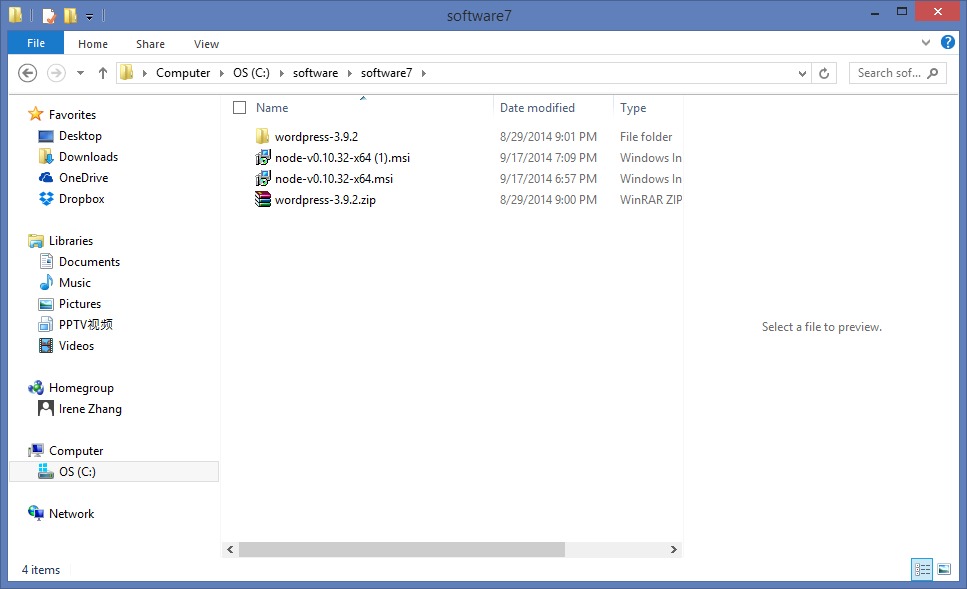 software7
File Home Share View
Computer OS (C:) software software7 Search sof...
Name Date modified Type
wordpress-3.9.2 8/29/2014 9:01 PM File folder
node-v0.10.32-x64 (1).msi 9/17/2014 7:09 PM Windows In
node-v0.10.32-x64.msi 9/17/2014 6:57 PM Windows In
wordpress-3.9.2.zip 8/29/2014 9:00 PM WinRAR ZIP
Favorites
Desktop
Downloads
OneDrive
Dropbox
Libraries
Documents
Music
Pictures
PPTV视频
Videos
Homegroup
Irene Zhang
Computer
OS (C:)
Network
Select a file to preview.
4 items